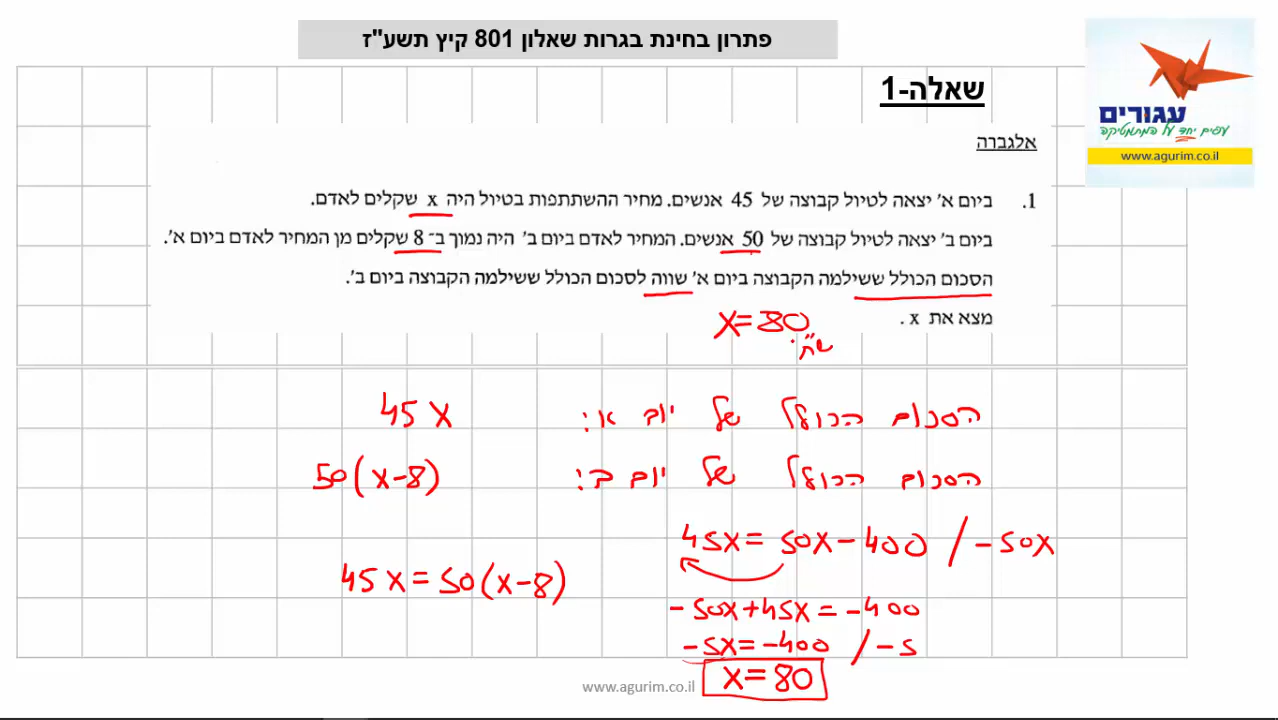 פתרון בחינת בגרות שאלון 801 קיץ תשע"ז
עגורים
עפים יחד על המתמטיקה
www.agurim.co.il
שאלה-1
אלגברה
1. ביום א' יצאה לטיול קבוצה של 45 אנשים. מחיר ההשתתפות בטיול היה x שקלים לאדם.
ביום ב' יצאה לטיול קבוצה של 50 אנשים. המחיר לאדם ביום ב' היה נמוך ב־ 8 שקלים מן המחיר לאדם ביום א'.
הסכום הכולל ששילמה הקבוצה ביום א' שווה לסכום הכולל ששילמה הקבוצה ביום ב'.
מצא את x .
x=80
ש"ח.
הסכום הכולל של יום א: 45x
הסכום הכולל של יום ב: 50(x-8)
45x=50(x-8)
45x=50x-400 /-50x
-50x+45x=-400
-5x=-400 /-5
x=80
www.agurim.co.il